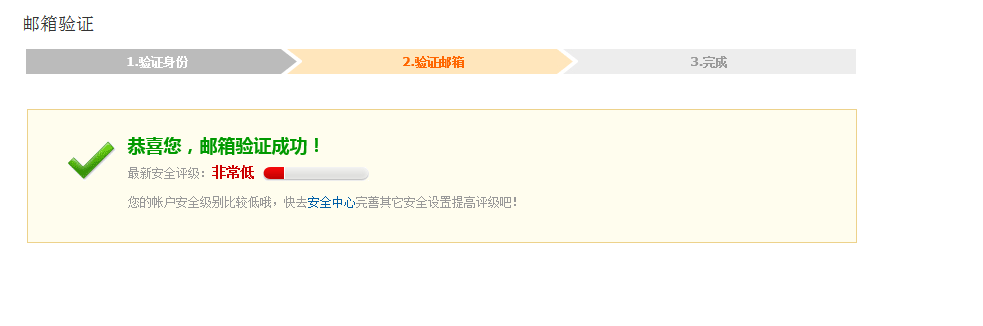 邮箱验证
1.验证身份 2.验证邮箱 3.完成
恭喜您，邮箱验证成功！
最新安全评级：非常低
您的帐户安全级别比较低哦，快去安全中心完善其它安全设置提高评级吧！